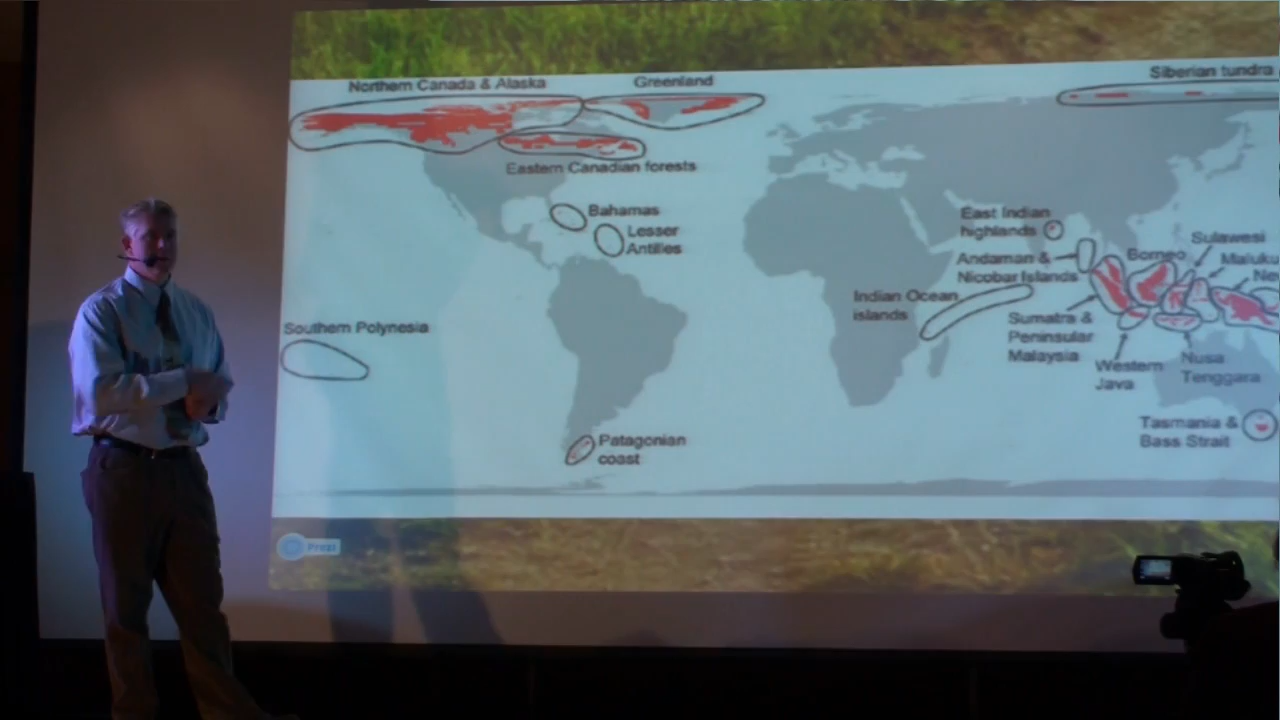 Northern Canada & Alaska
Greenland
Siberian tundra
Eastern Canadian forests
Bahamas
Lesser
Antilles
East Indian
highlands
Sulawesi
Andaman &
Nicobar Islands
Borneo
Maluku
Indian Ocean
islands
Sumatra &
Peninsular
Malaysia
Southern Polynesia
Western
Java
Nusa
Tenggara
Tasmania &
Bass Strait
Patagonian
coast
Prezi